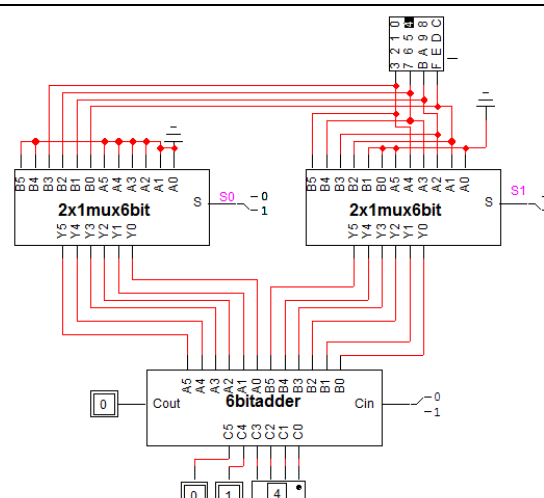 0 4 8 C
1 5 9 D
2 6 A E
3 7 B F
B5 B4 B3 B2 B1 B0 A5 A4 A3 A2 A1 A0
S
2x1mux6bit
Y5 Y4 Y3 Y2 Y1 Y0
S0
0
1
B5 B4 B3 B2 B1 B0 A5 A4 A3 A2 A1 A0
S
2x1mux6bit
Y5 Y4 Y3 Y2 Y1 Y0
S1
A5 A4 A3 A2 A1 A0 B5 B4 B3 B2 B1 B0
0
Cout
6bitadder
Cin
0
1
C5 C4 C3 C2 C1 C0
0 1 4